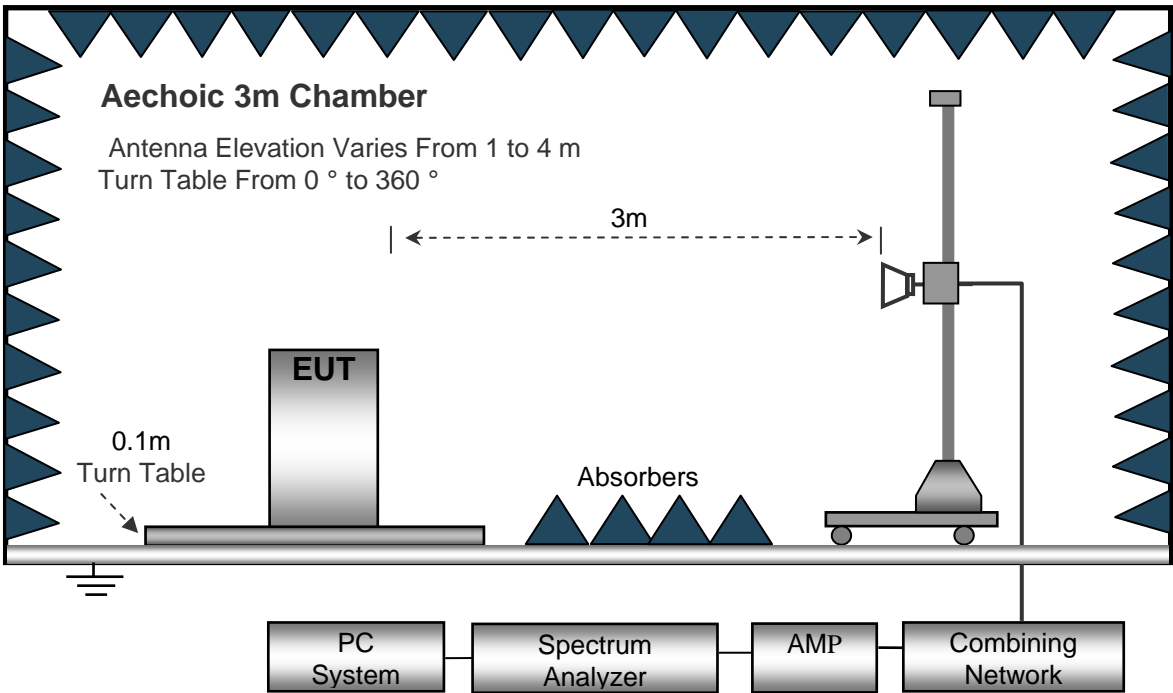 Aechoic 3m Chamber
Antenna Elevation Varies From 1 to 4 m
Turn Table From 0 ° to 360 °
3m
EUT
0.1m
Turn Table
Absorbers
PC
System
Spectrum
Analyzer
AMP
Combining
Network